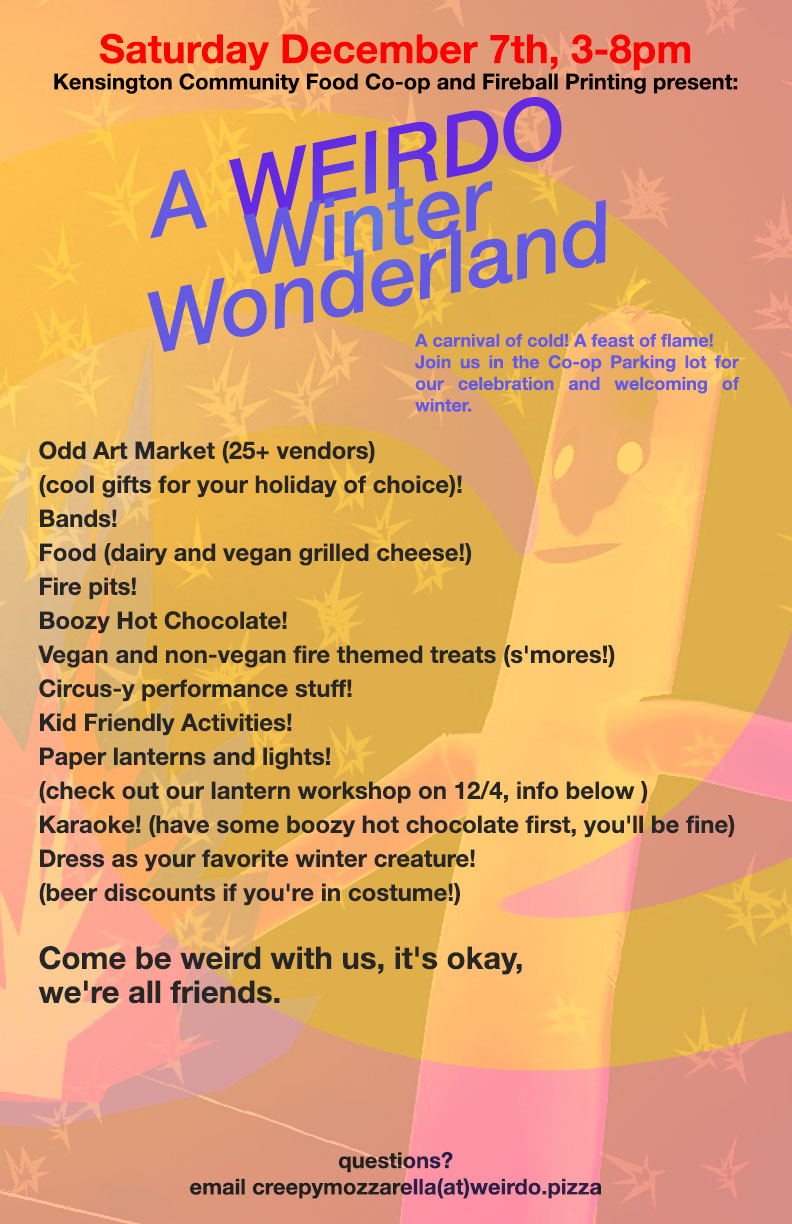 Saturday December 7th, 3-8pm
Kensington Community Food Co-op and Fireball Printing present:
A WEIRDO
Winter
Wonderland
A carnival of cold! A feast of flame!
Join us in the Co-op Parking lot for
our celebration and welcoming of
winter.
Odd Art Market (25+ vendors)
(cool gifts for your holiday of choice)!
Bands!
Food (dairy and vegan grilled cheese!)
Fire pits!
Boozy Hot Chocolate!
Vegan and non-vegan fire themed treats (s'mores!)
Circus-y performance stuff!
Kid Friendly Activities!
Paper lanterns and lights!
(check out our lantern workshop on 12/4, info below )
Karaoke! (have some boozy hot chocolate first, you'll be fine)
Dress as your favorite winter creature!
(beer discounts if you're in costume!)
Come be weird with us, it's okay,
we're all friends.
questions?
email creepymozzarella(at)weirdo.pizza